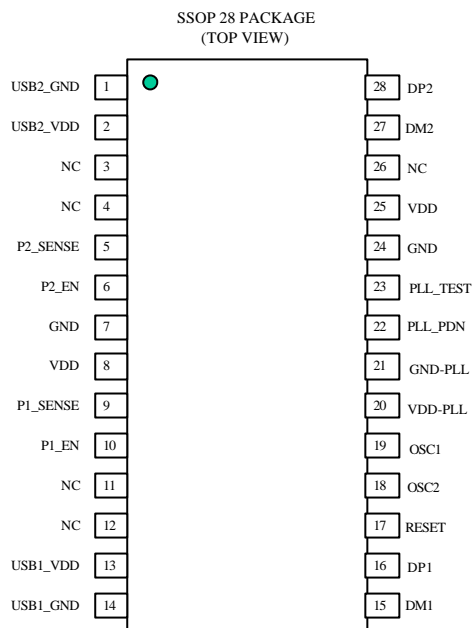 SSOP 28 PACKAGE
(TOP VIEW)
USB2_GND 1 28 DP2
USB2_VDD 2 27 DM2
NC 3 26 NC
NC 4 25 VDD
P2_SENSE 5 24 GND
P2_EN 6 23 PLL_TEST
GND 7 22 PLL_PDN
VDD 8 21 GND-PLL
P1_SENSE 9 20 VDD-PLL
P1_EN 10 19 OSC1
NC 11 18 OSC2
NC 12 17 RESET
USB1_VDD 13 16 DP1
USB1_GND 14 15 DM1